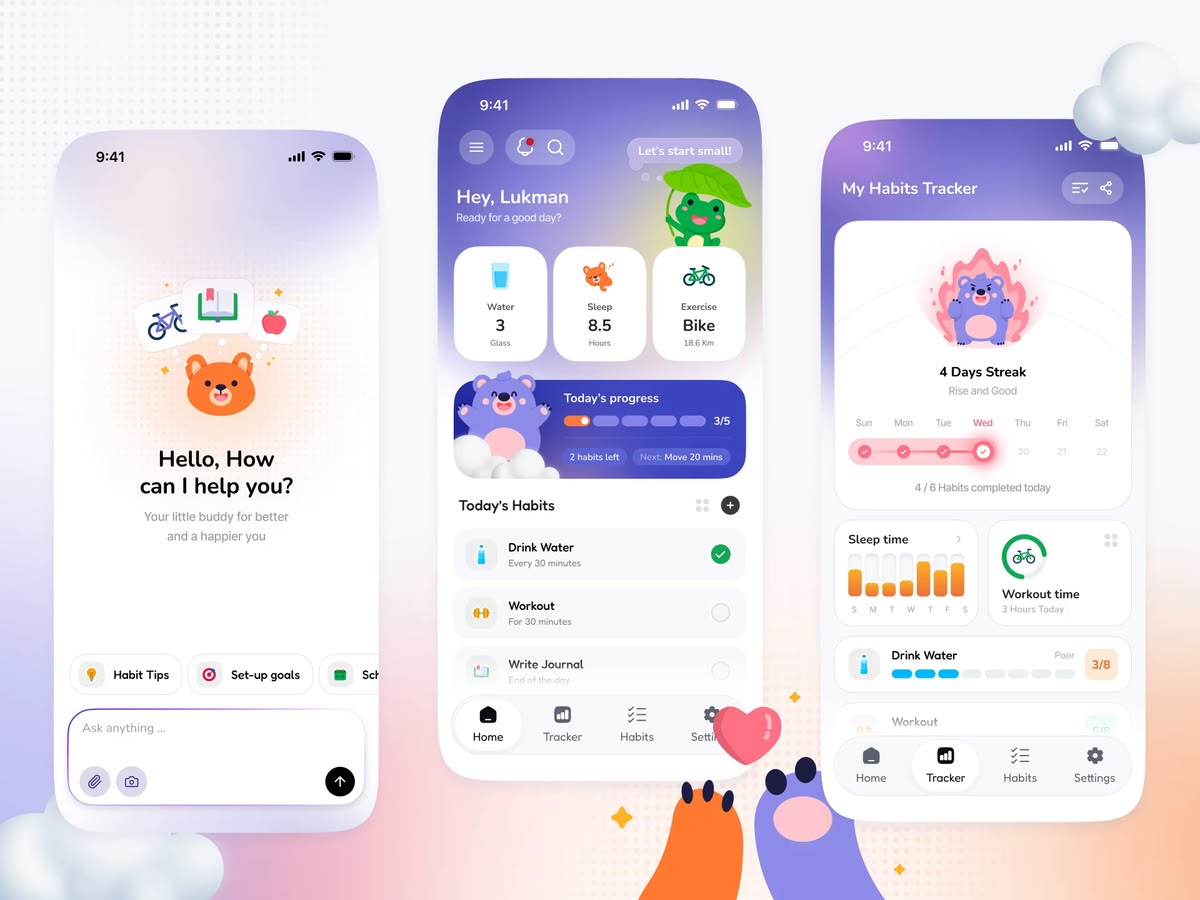 9:41
Hello, How
can I help you?
Your little buddy for better
and a happier you
Habit Tips
Set-up goals
Sch
Ask anything ...
9:41
Let's start small!
Hey, Lukman
Ready for a good day?
Water
3
Glass
Sleep
8.5
Hours
Exercise
Bike
18.6 Km
Today's progress
3/5
2 habits left
Next: Move 20 mins
Today's Habits
Drink Water
Every 30 minutes
Workout
For 30 minutes
Write Journal
End of the day
Home
Tracker
Habits
Setti
9:41
My Habits Tracker
4 Days Streak
Rise and Good
Sun Mon Tue Wed Thu Fri Sat
20 21 22
4 / 6 Habits completed today
Sleep time
S M T W T F S
Workout time
3 Hours Today
Drink Water
Poor
3/8
Workout
Home
Tracker
Habits
Settings